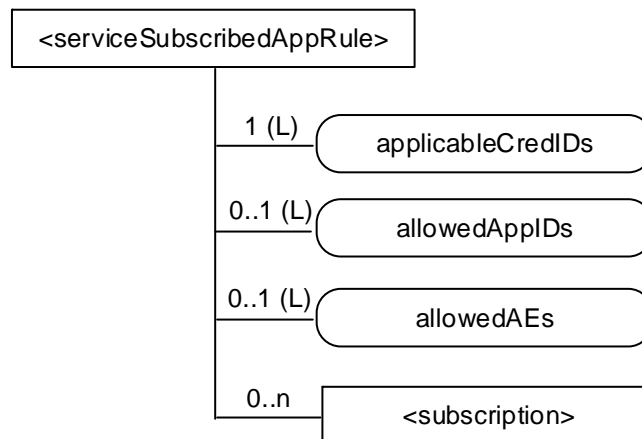 <serviceSubscribedAppRule>
1 (L)
applicableCredIDs
0..1 (L)
allowedAppIDs
0..1 (L)
allowedAEs
0..n
<subscription>